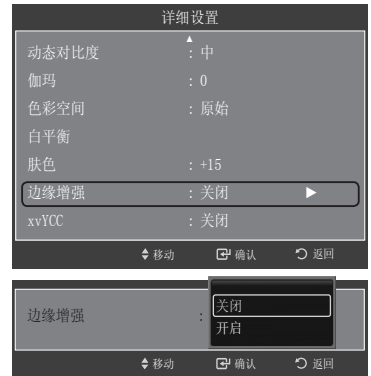 详细设置
动态对比度 : 中
伽玛 : 0
色彩空间 : 原始
白平衡
肤色 : +15
边缘增强 : 关闭
xvYCC : 关闭
移动 确认 返回
边缘增强 : 关闭
开启
移动 确认 返回